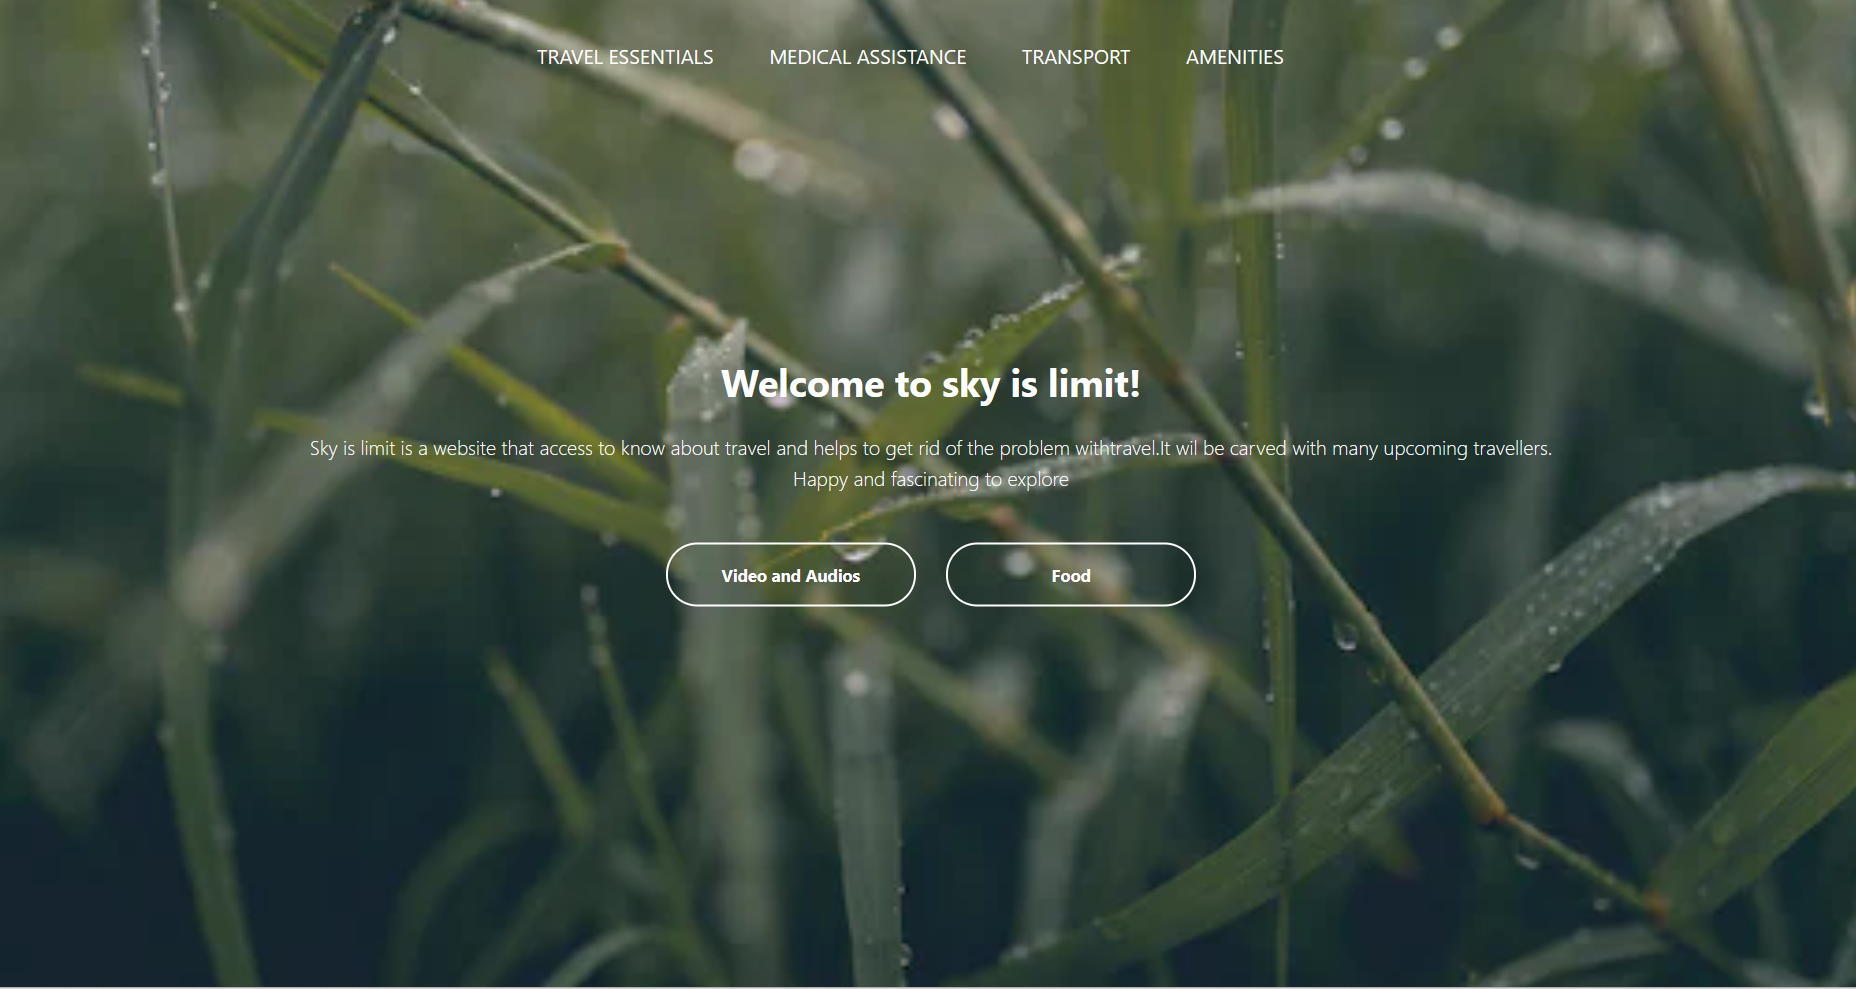 TRAVEL ESSENTIALS MEDICAL ASSISTANCE TRANSPORT AMENITIES
Welcome to sky is limit!
Sky is limit is a website that access to know about travel and helps to get rid of the problem withtravel.It wil be carved with many upcoming travellers.
Happy and fascinating to explore
Video and Audios Food